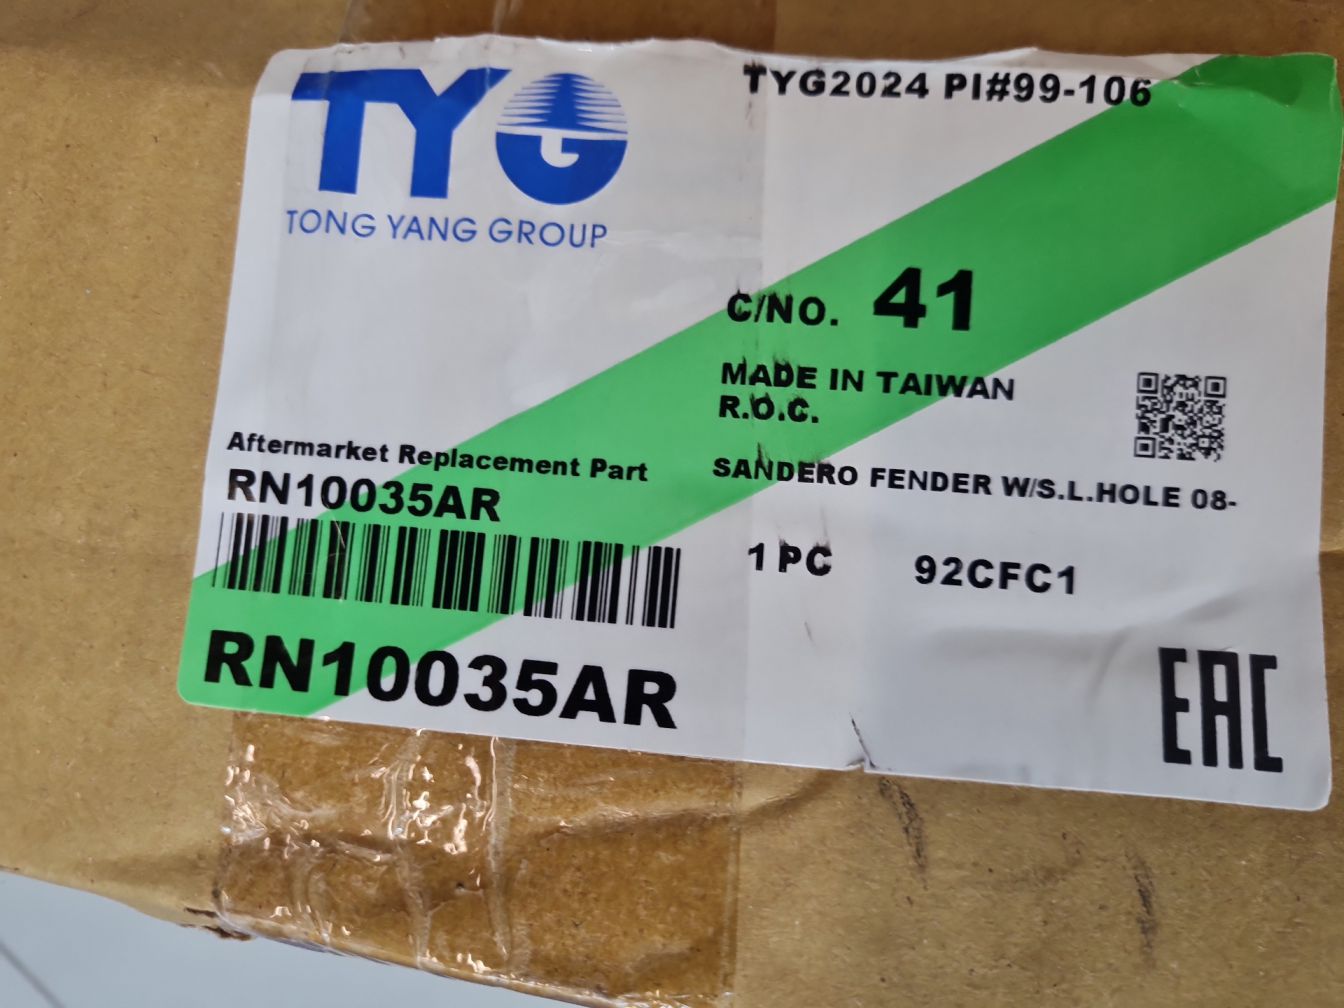 TYG
TONG YANG GROUP
TYG2024 PI#99-106
C/NO. 41
MADE IN TAIWAN
R.O.C.
Aftermarket Replacement Part
RN10035AR
SANDERO FENDER W/S.L.HOLE 08-
1 PC 92CFC1
RN10035AR
EAC